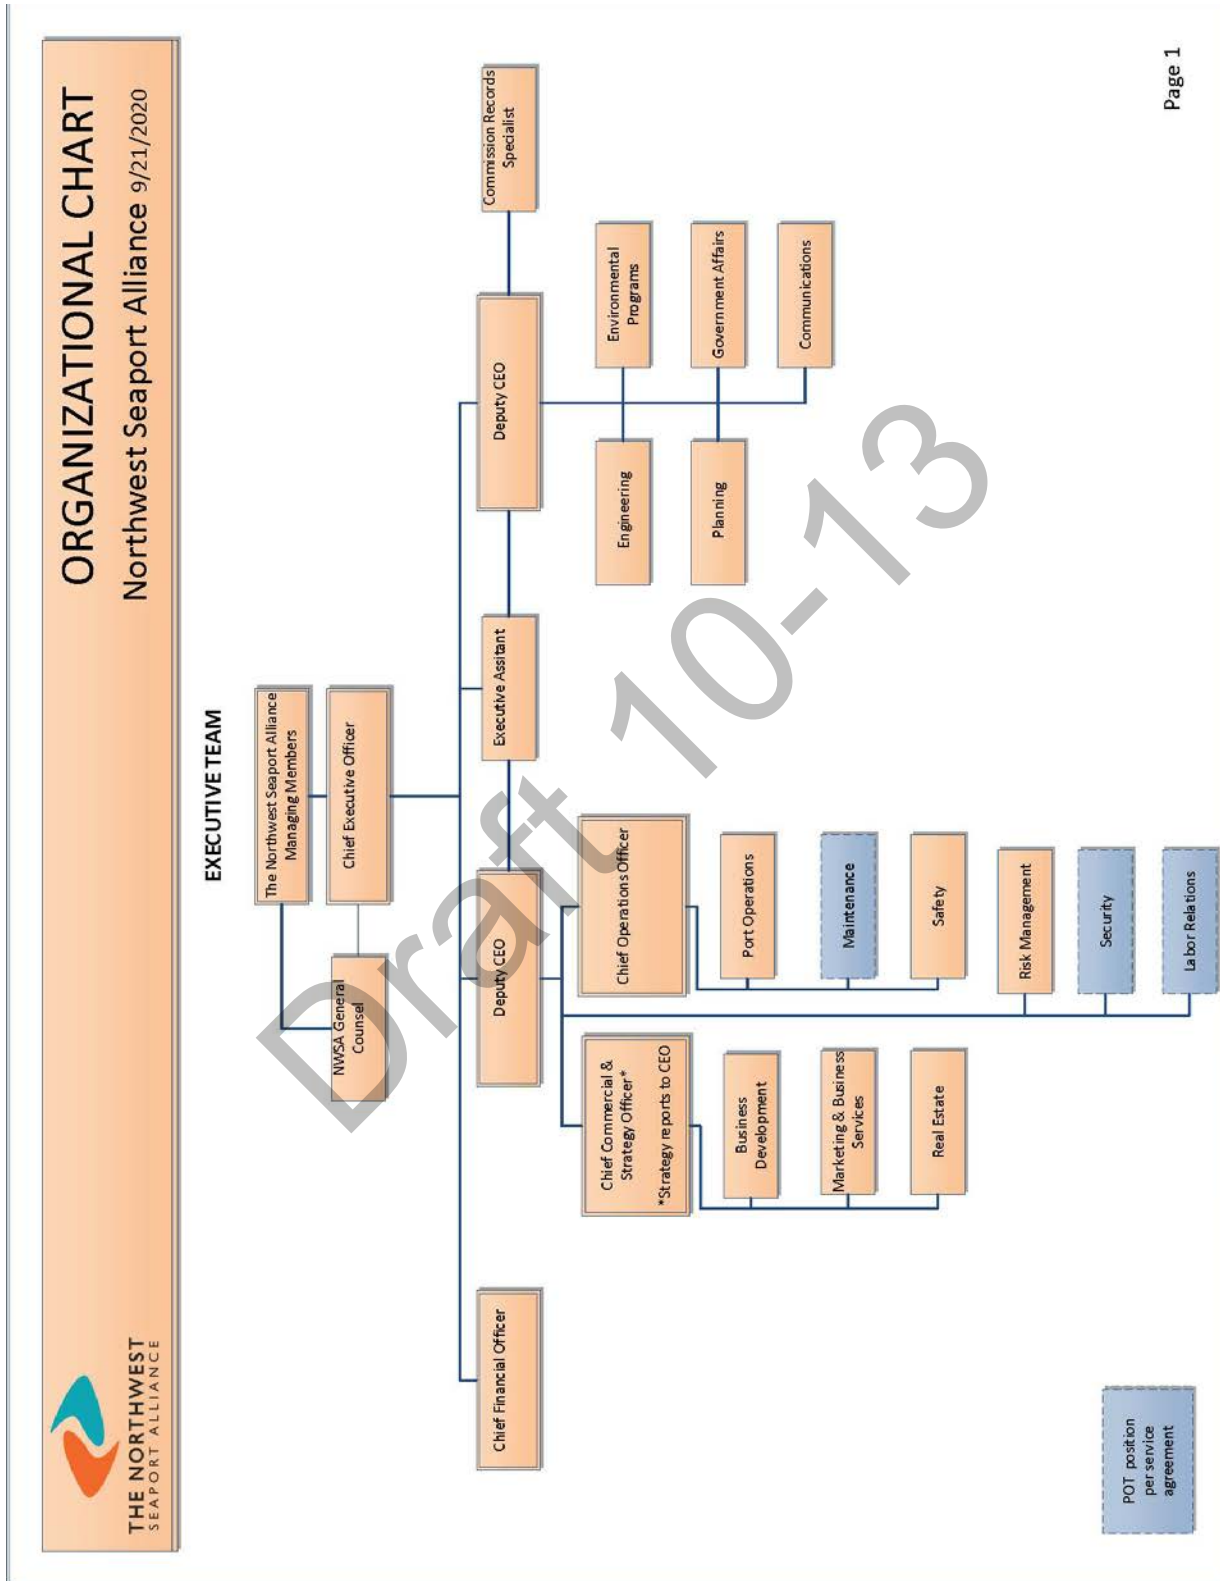 THE NORTHWEST
SEAPORT ALLIANCE
ORGANIZATIONAL CHART
Northwest Seaport Alliance 9/21/2020
EXECUTIVE TEAM
The Northwest Seaport Alliance
Managing Members
NWSA General
Counsel
Chief Executive Officer
Chief Financial Officer
Deputy CEO
Executive Assitant
Deputy CEO
Commission Records
Specialist
Chief Commercial &
Strategy Officer*
*Strategy reports to CEO
Chief Operations Officer
Engineering
Environmental
Programs
Business
Development
Port Operations
Planning
Government Affairs
Marketing & Business
Services
Maintenance
Communications
Real Estate
Safety
Risk Management
Security
Labor Relations
POT position
per service
agreement
Page 1
Draft 10-13